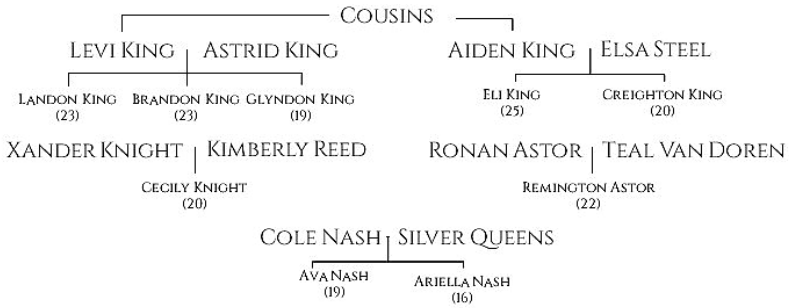 COUSINS
LEVI KING ASTRID KING AIDEN KING ELSA STEEL
LANDON KING BRANDON KING GLYNDON KING ELI KING CREIGHTON KING
(23) (23) (19) (25) (20)
XANDER KNIGHT KIMBERLY REED RONAN ASTOR TEAL VAN DOREN
CECILY KNIGHT REMINGTON ASTOR
(20) (22)
COLE NASH SILVER QUEENS
AVA NASH ARIELLA NASH
(19) (16)